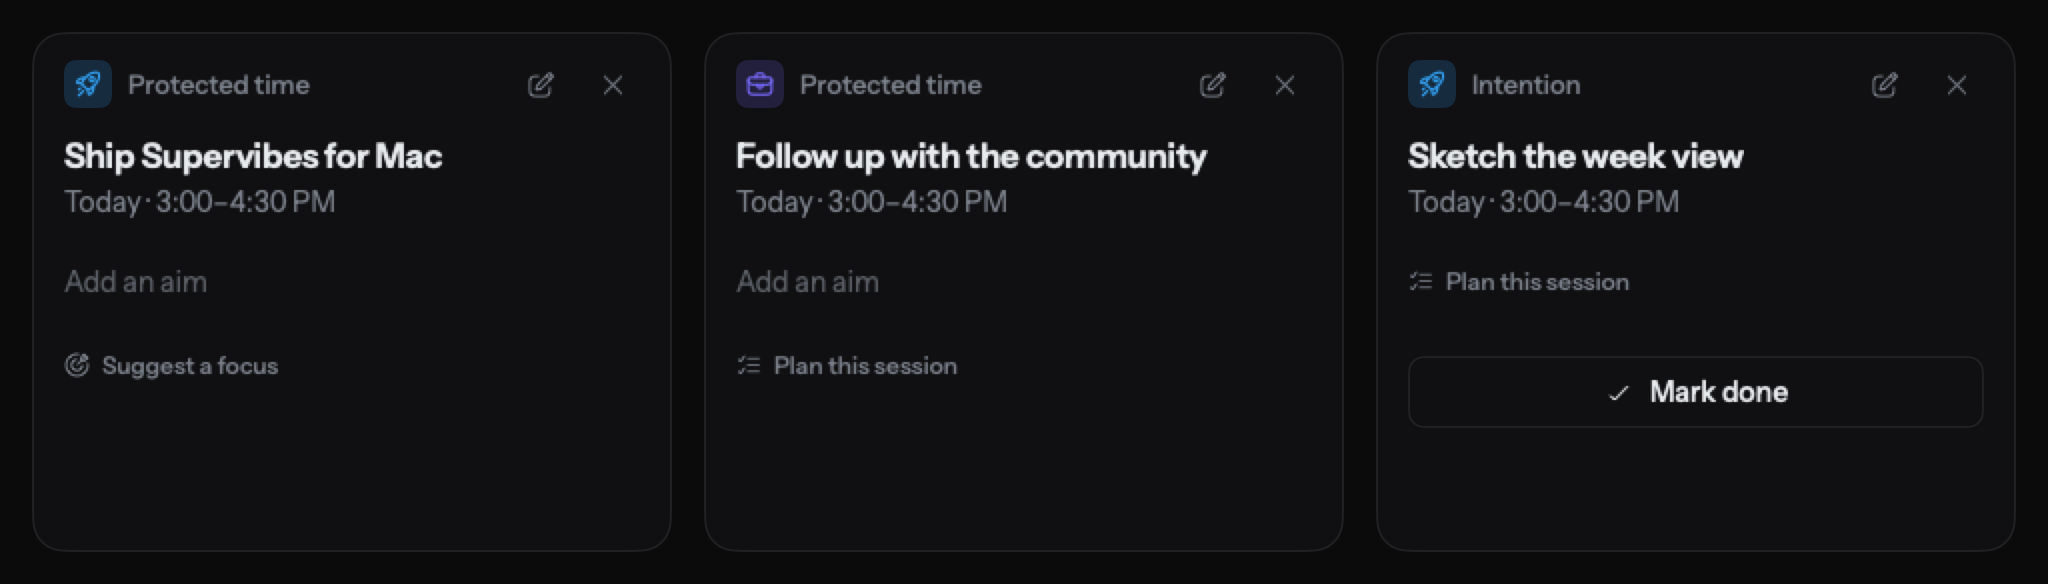 Protected time
Ship Supervibes for Mac
Today · 3:00–4:30 PM
Add an aim
Suggest a focus
Protected time
Follow up with the community
Today · 3:00–4:30 PM
Add an aim
Plan this session
Intention
Sketch the week view
Today · 3:00–4:30 PM
Plan this session
Mark done